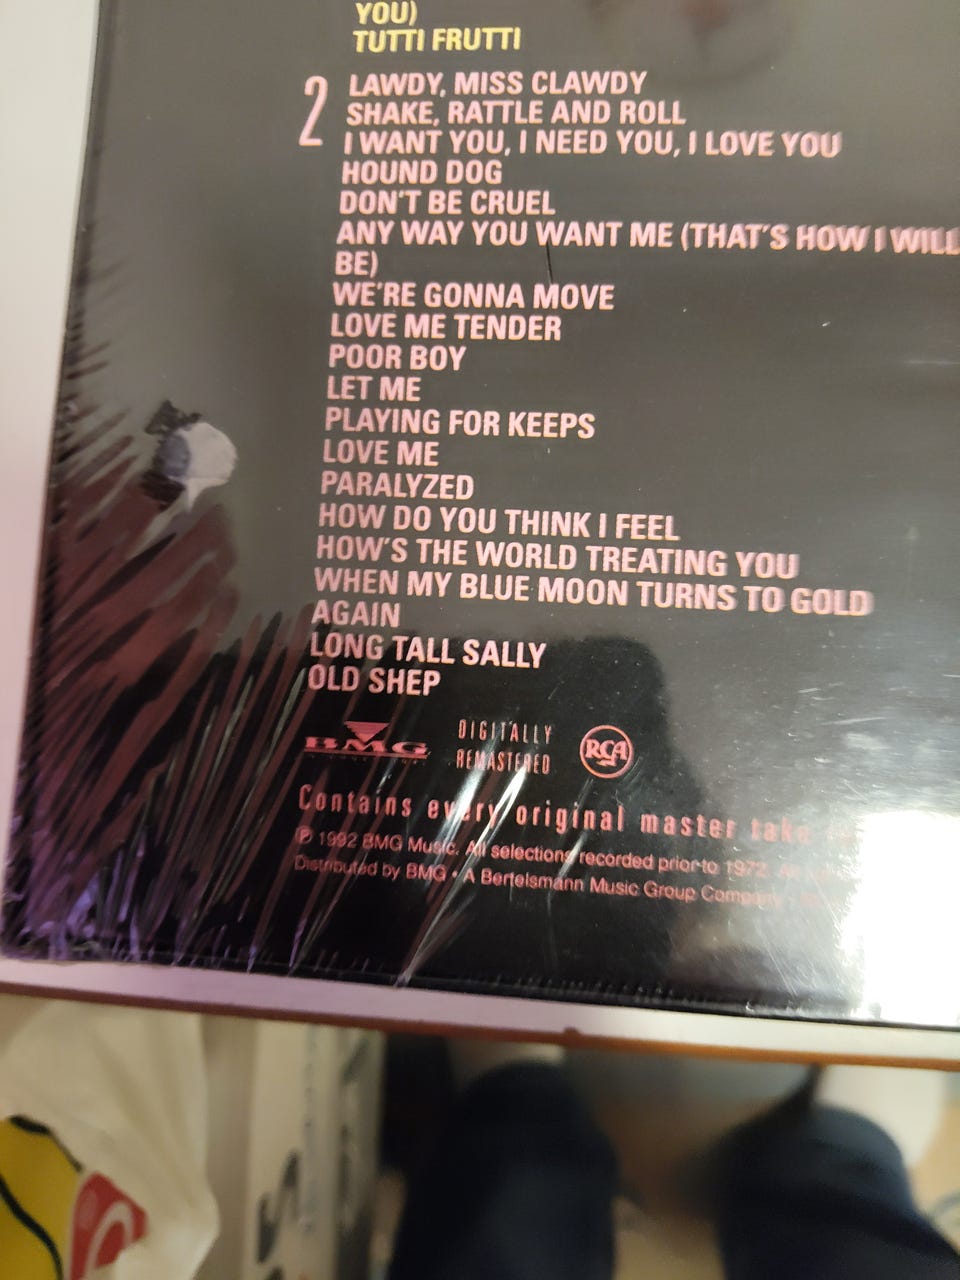 YOU)
TUTTI FRUTTI
2
LAWDY, MISS CLAWDY
SHAKE, RATTLE AND ROLL
I WANT YOU, I NEED YOU, I LOVE YOU
HOUND DOG
DON'T BE CRUEL
ANY WAY YOU WANT ME (THAT'S HOW I WILL
BE)
WE'RE GONNA MOVE
LOVE ME TENDER
POOR BOY
LET ME
PLAYING FOR KEEPS
LOVE ME
PARALYZED
HOW DO YOU THINK I FEEL
HOW'S THE WORLD TREATING YOU
WHEN MY BLUE MOON TURNS TO GOLD
AGAIN
LONG TALL SALLY
OLD SHEP
BMG
DIGITALLY
REMASTERED
RCA
Contains every original master take
℗ 1992 BMG Music. All selections recorded prior to 1972.
Distributed by BMG • A Bertelsmann Music Group Company